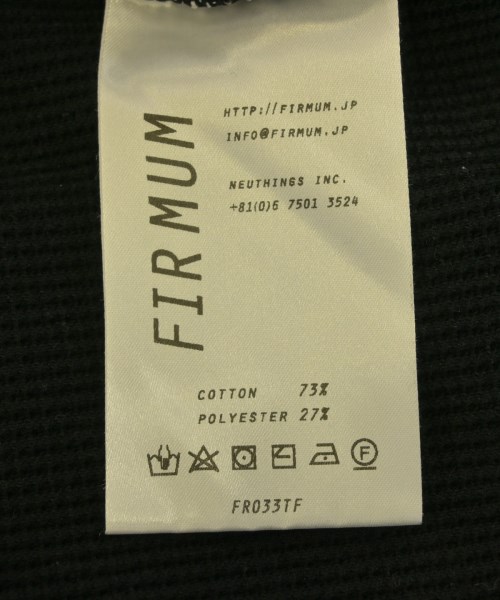 FIRMUM
HTTP://FIRMUM.JP
INFO@FIRMUM.JP
NEUTHINGS INC.
+81(0)6 7501 3524
COTTON 73%
POLYESTER 27%
F
FR033TF